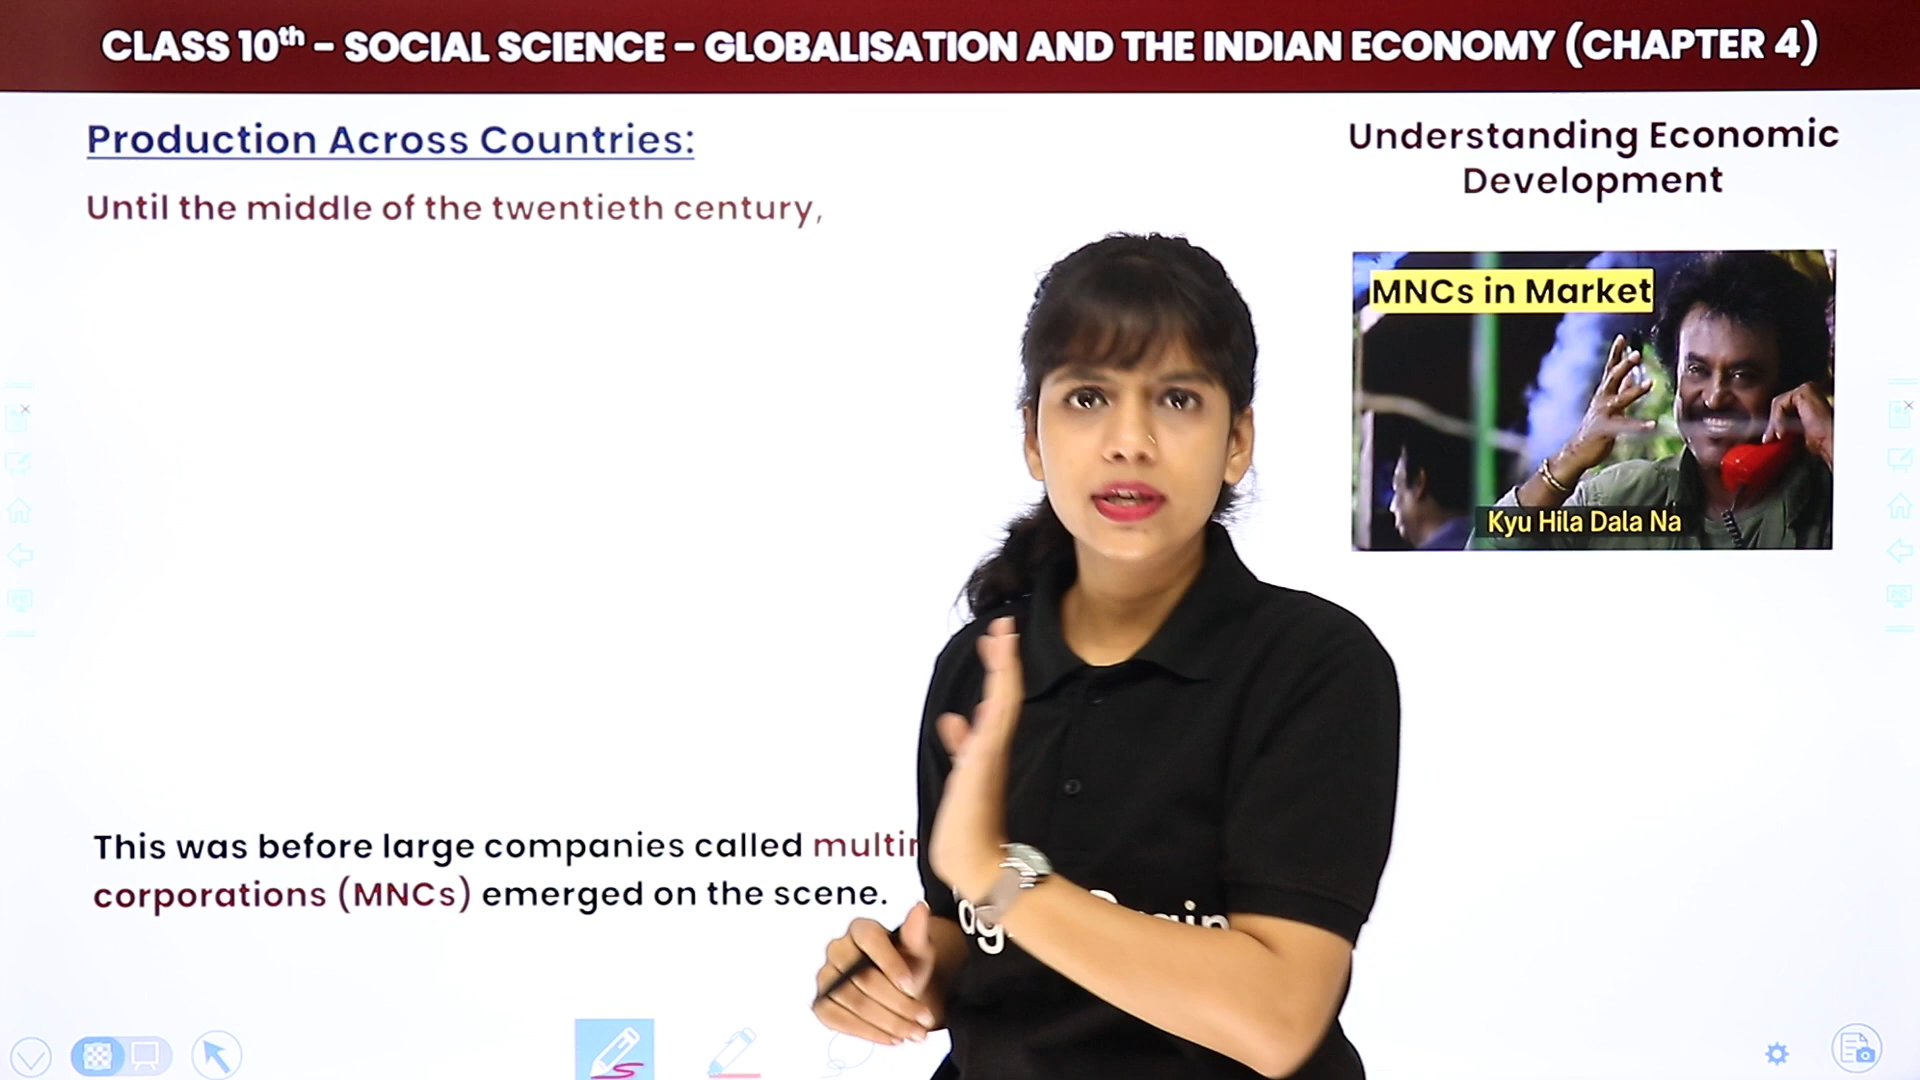 CLASS 10th - SOCIAL SCIENCE - GLOBALISATION AND THE INDIAN ECONOMY (CHAPTER 4)
Production Across Countries:
Until the middle of the twentieth century,
Understanding Economic
Development
MNCs in Market
Kyu Hila Dala Na
This was before large companies called
corporations (MNCs) emerged on the scene.